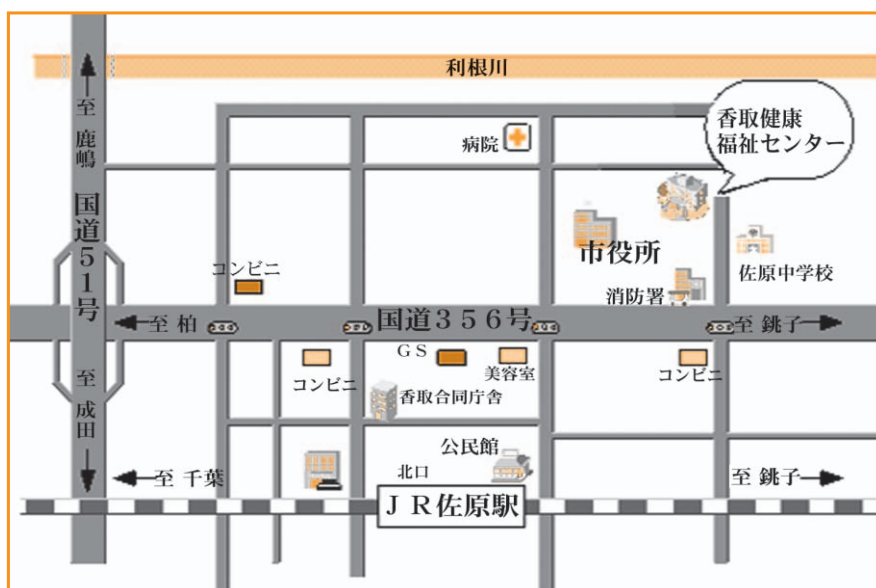 利根川
香取健康
福祉センター
病院
至 鹿嶋
国道51号
市役所
佐原中学校
コンビニ
消防署
至 柏
国道356号
至 銚子
GS
美容室
コンビニ
コンビニ
香取合同庁舎
至 成田
公民館
至 千葉
北口
至 銚子
JR佐原駅